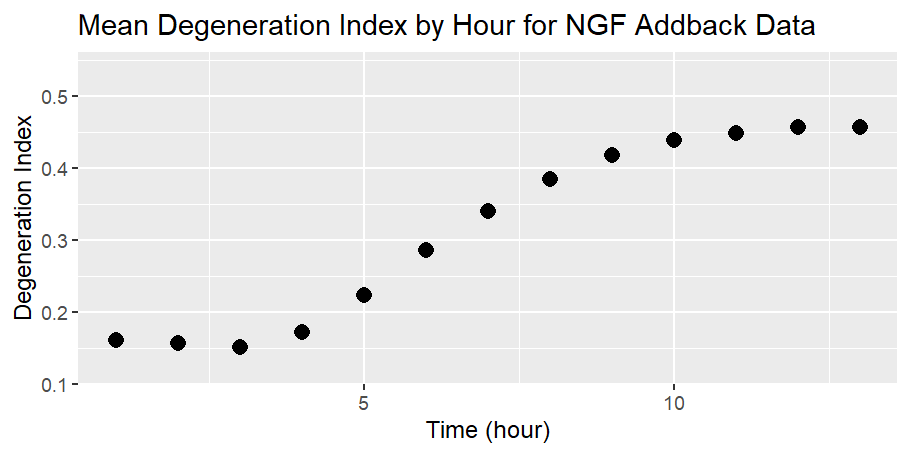 Mean Degeneration Index by Hour for NGF Addback Data
0.5
0.4
0.3
0.2
0.1
Degeneration Index
5
10
Time (hour)